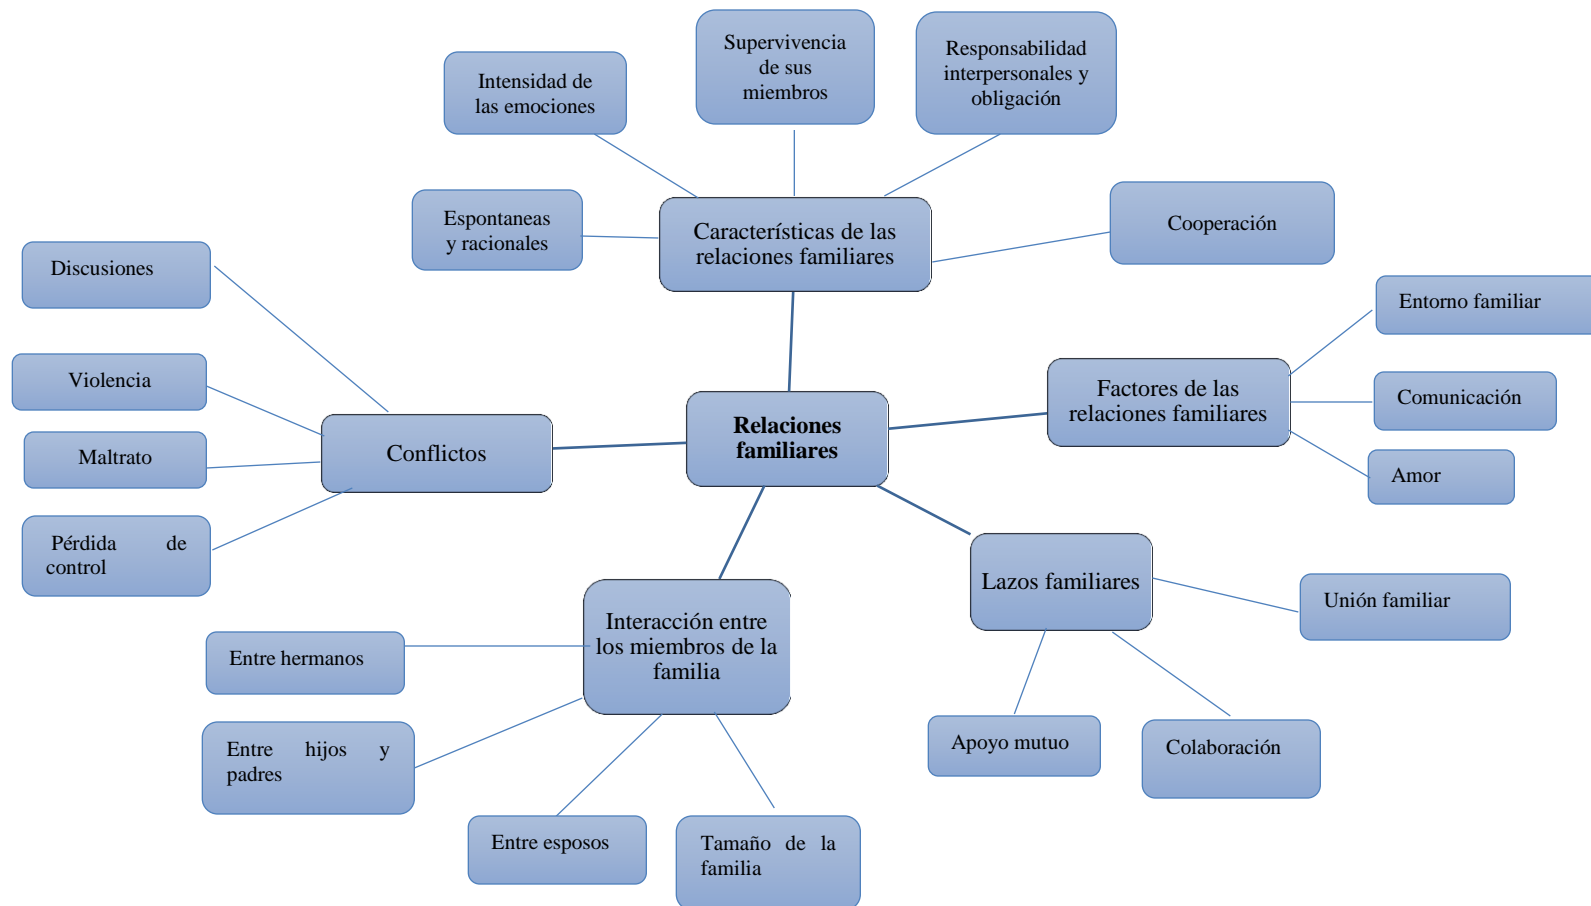 Supervivencia
de sus
miembros
Responsabilidad
interpersonales y
obligación
Intensidad de
las emociones
Espontaneas
y racionales
Características de las
relaciones familiares
Cooperación
Discusiones
Entorno familiar
Violencia
Factores de las
relaciones familiares
Comunicación
Relaciones
familiares
Conflictos
Maltrato
Amor
Pérdida de
control
Lazos familiares
Unión familiar
Interacción entre
los miembros de la
familia
Entre hermanos
Entre hijos y
padres
Apoyo mutuo
Colaboración
Entre esposos
Tamaño de la
familia